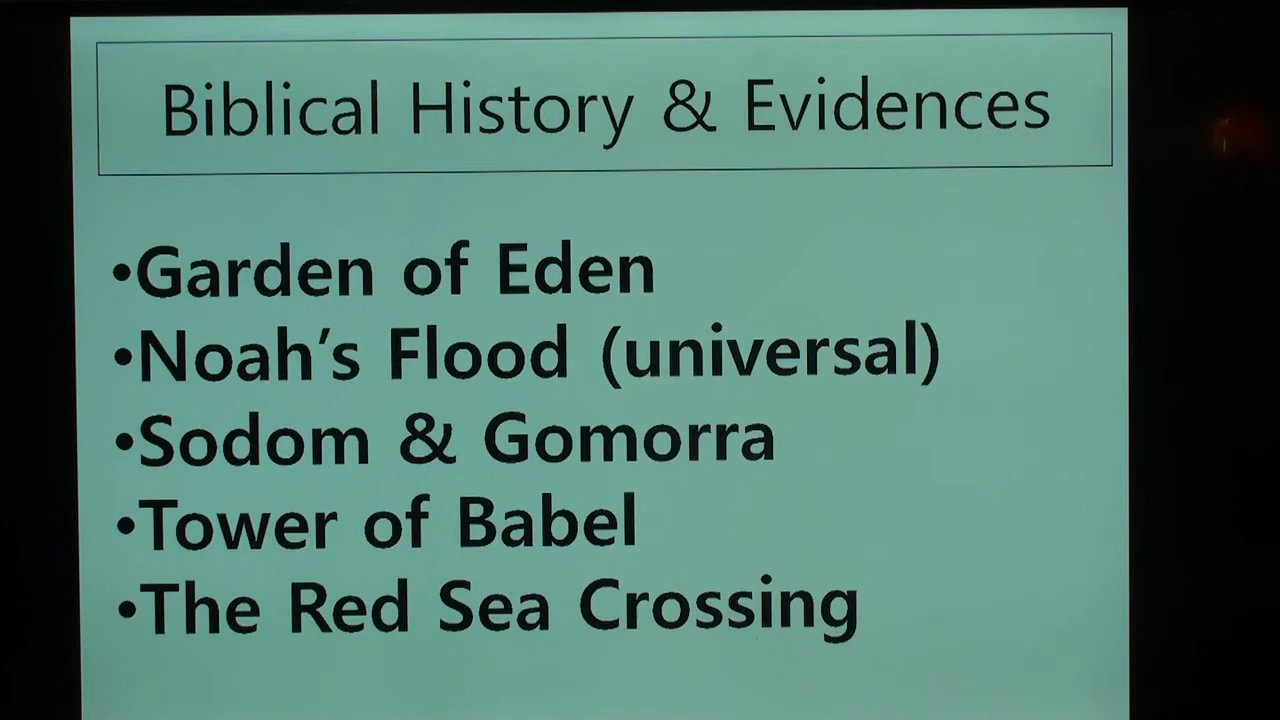 Biblical History & Evidences
•Garden of Eden
•Noah’s Flood (universal)
•Sodom & Gomorra
•Tower of Babel
•The Red Sea Crossing